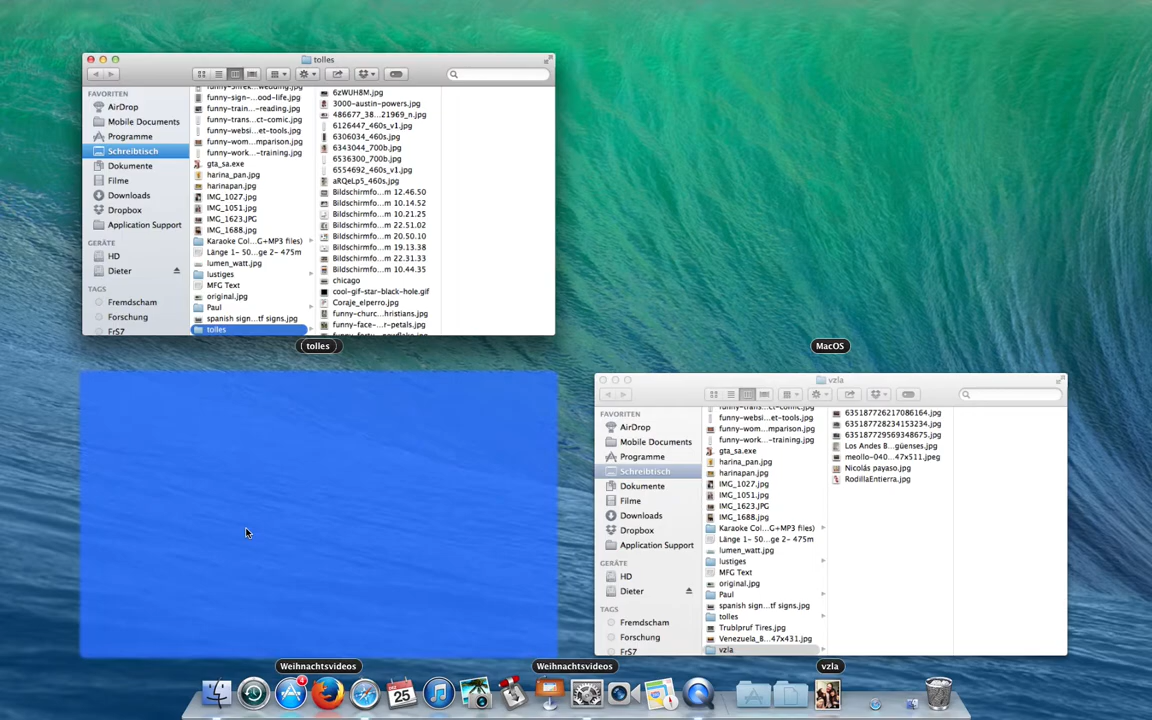 tolles
FAVORITEN
AirDrop
Mobile Documents
Programme
Schreibtisch
Dokumente
Filme
Downloads
Dropbox
Application Support
GERÄTE
HD
Dieter
TAGS
Fremdscham
Forschung
FrS7
funny-sign-...ood-life.jpg
funny-train...-reading.jpg
funny-trans...ct-comic.jpg
funny-websi...et-tools.jpg
funny-wom...mparison.jpg
funny-work...-training.jpg
gta_sa.exe
harina_pan.jpg
harinapan.jpg
IMG_1027.jpg
IMG_1051.jpg
IMG_1623.JPG
IMG_1688.jpg
Karaoke Col...G+MP3 files)
Länge 1- 50...ge 2- 475m
lumen_watt.jpg
lustiges
MFG Text
original.jpg
Paul
spanish sign...tf signs.jpg
tolles
6zWUH8M.jpg
3000-austin-powers.jpg
486677_38...21969_n.jpg
6126447_460s_v1.jpg
6306034_460s.jpg
6343044_700b.jpg
6536300_700b.jpg
6554692_460s_v1.jpg
aRQeLp5_460s.jpg
Bildschirmfo...m 12.46.50
Bildschirmfo...m 10.14.52
Bildschirmfo...m 10.21.25
Bildschirmfo...m 22.51.02
Bildschirmfo...m 20.50.10
Bildschirmfo...m 19.13.38
Bildschirmfo...m 22.31.33
Bildschirmfo...m 10.44.35
chicago
cool-gif-star-black-hole.gif
Coraje_elperro.jpg
funny-churc...hristians.jpg
funny-face-...r-petals.jpg
tolles
MacOS
vzla
FAVORITEN
AirDrop
Mobile Documents
Programme
Schreibtisch
Dokumente
Filme
Downloads
Dropbox
Application Support
GERÄTE
HD
Dieter
TAGS
Fremdscham
Forschung
FrS7
funny-trans...ct-comic.jpg
funny-websi...et-tools.jpg
funny-wom...mparison.jpg
funny-work...-training.jpg
gta_sa.exe
harina_pan.jpg
harinapan.jpg
IMG_1027.jpg
IMG_1051.jpg
IMG_1623.JPG
IMG_1688.jpg
Karaoke Col...G+MP3 files)
Länge 1- 50...ge 2- 475m
lumen_watt.jpg
lustiges
MFG Text
original.jpg
Paul
spanish sign...tf signs.jpg
tolles
Trublpruf Tires.jpg
Venezuela_B...47x431.jpg
vzla
635187726217086164.jpg
635187728234153234.jpg
635187729569348675.jpg
Los Andes B...güenses.jpg
meollo-040...47x511.jpeg
Nicolás payaso.jpg
RodillaEntierra.jpg
Weihnachtsvideos
Weihnachtsvideos
vzla
4
25